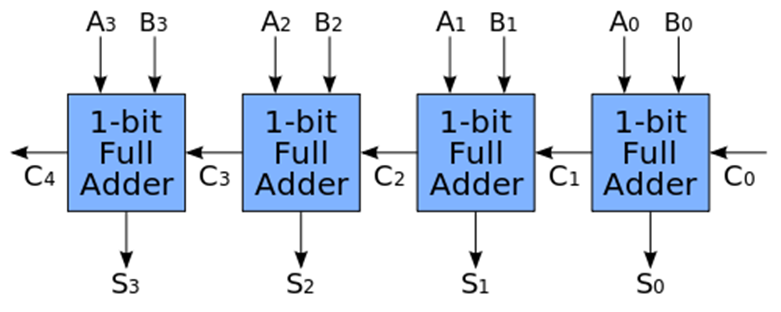 A3 B3 A2 B2 A1 B1 A0 B0
1-bit Full Adder
1-bit Full Adder
1-bit Full Adder
1-bit Full Adder
C4 C3 C2 C1 C0
S3 S2 S1 S0